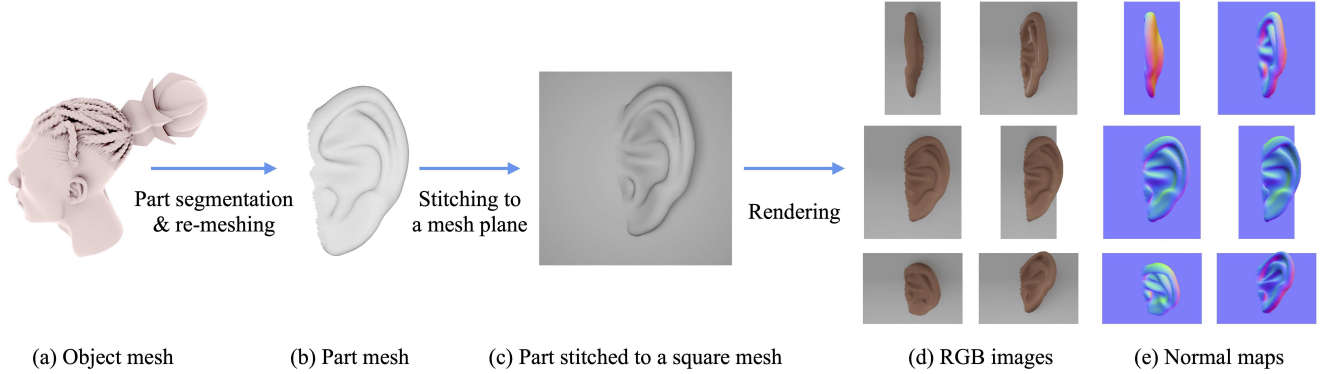 Part segmentation
& re-meshing
Stitching to
a mesh plane
Rendering
(a) Object mesh
(b) Part mesh
(c) Part stitched to a square mesh
(d) RGB images
(e) Normal maps